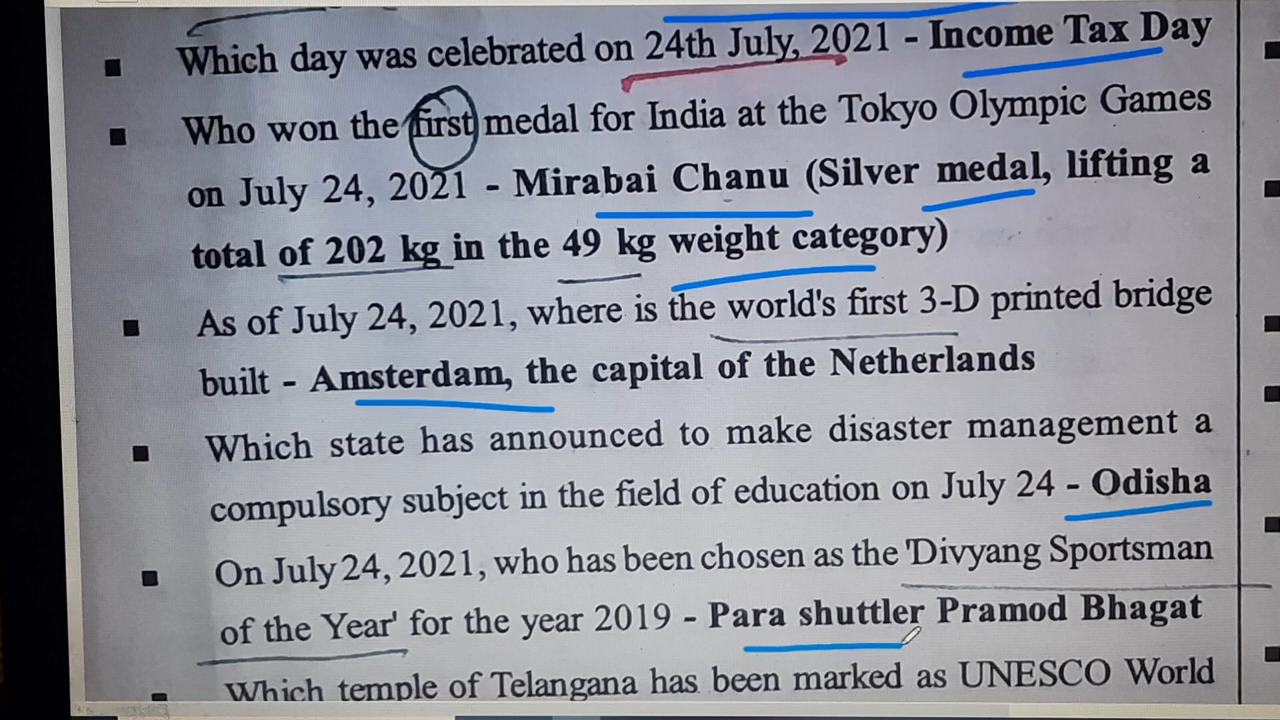 ▪ Which day was celebrated on 24th July, 2021 - Income Tax Day
▪ Who won the first medal for India at the Tokyo Olympic Games
on July 24, 2021 - Mirabai Chanu (Silver medal, lifting a
total of 202 kg in the 49 kg weight category)
▪ As of July 24, 2021, where is the world's first 3-D printed bridge
built - Amsterdam, the capital of the Netherlands
▪ Which state has announced to make disaster management a
compulsory subject in the field of education on July 24 - Odisha
▪ On July 24, 2021, who has been chosen as the 'Divyang Sportsman
of the Year' for the year 2019 - Para shuttler Pramod Bhagat
▪ Which temple of Telangana has been marked as UNESCO World